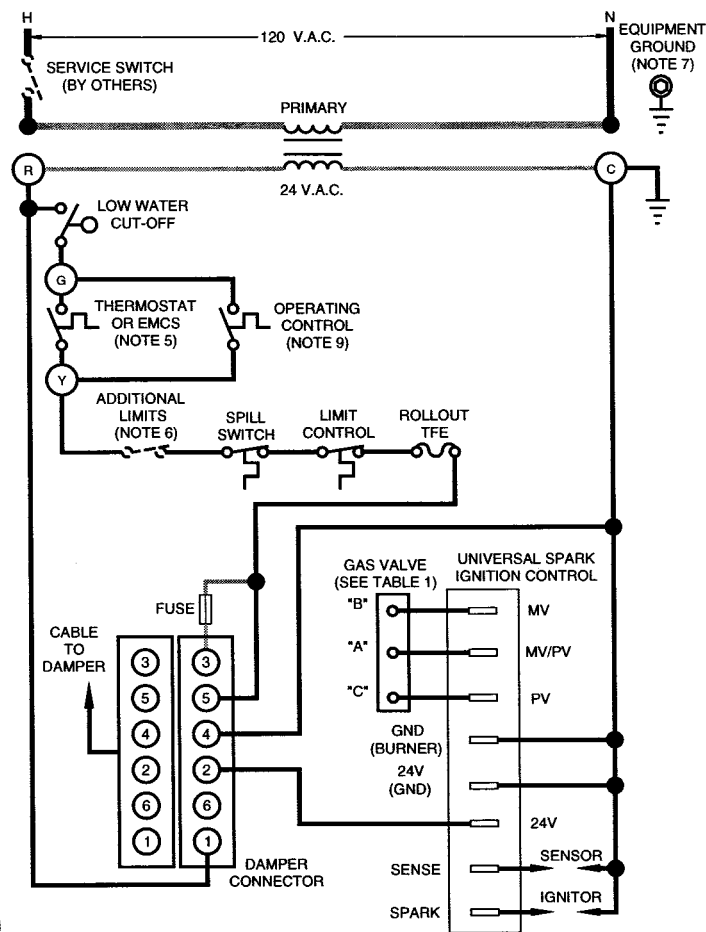 H
N
120 V.A.C.
EQUIPMENT
GROUND
(NOTE 7)
SERVICE SWITCH
(BY OTHERS)
PRIMARY
R
C
24 V.A.C.
LOW WATER
CUT-OFF
G
THERMOSTAT
OR EMCS
(NOTE 5)
OPERATING
CONTROL
(NOTE 9)
Y
ADDITIONAL
LIMITS
(NOTE 6)
SPILL
SWITCH
LIMIT
CONTROL
ROLLOUT
TFE
GAS VALVE
(SEE TABLE 1)
UNIVERSAL SPARK
IGNITION CONTROL
FUSE
"B"
MV
CABLE
TO
DAMPER
"A"
MV/PV
3
3
"C"
PV
5
5
4
4
GND
(BURNER)
2
2
24V
(GND)
6
6
24V
1
1
DAMPER
CONNECTOR
SENSE
SENSOR
SPARK
IGNITOR